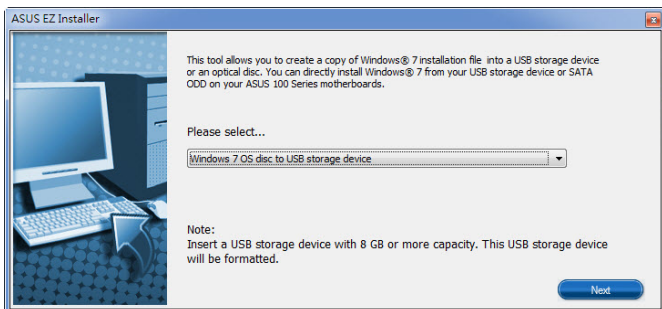 ASUS EZ Installer
This tool allows you to create a copy of Windows® 7 installation file into a USB storage device
or an optical disc. You can directly install Windows® 7 from your USB storage device or SATA
ODD on your ASUS 100 Series motherboards.
Please select...
Windows 7 OS disc to USB storage device
Note:
Insert a USB storage device with 8 GB or more capacity. This USB storage device
will be formatted.
Next